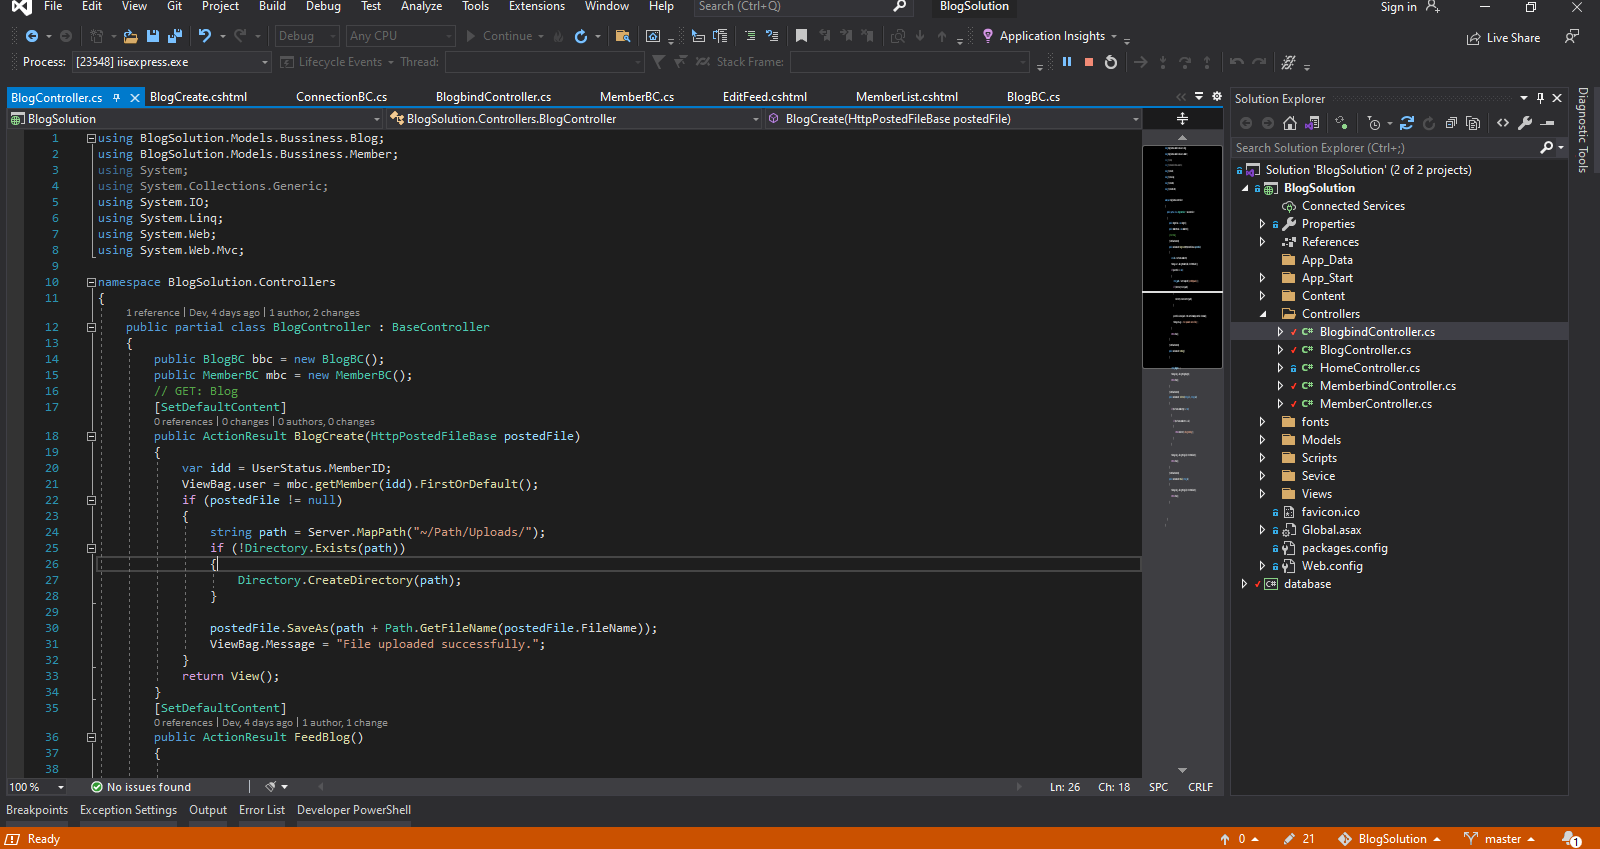 File Edit View Git Project Build Debug Test Analyze Tools Extensions Window Help Search (Ctrl+Q) BlogSolution Sign in
Debug Any CPU Continue Application Insights Live Share
Process: [23548] iisexpress.exe Lifecycle Events Thread: Stack Frame:
BlogController.cs BlogCreate.cshtml ConnectionBC.cs BlogbindController.cs MemberBC.cs EditFeed.cshtml MemberList.cshtml BlogBC.cs
BlogSolution BlogSolution.Controllers.BlogController BlogCreate(HttpPostedFileBase postedFile)
1 using BlogSolution.Models.Bussiness.Blog;
2 using BlogSolution.Models.Bussiness.Member;
3 using System;
4 using System.Collections.Generic;
5 using System.IO;
6 using System.Linq;
7 using System.Web;
8 using System.Web.Mvc;
9
10 namespace BlogSolution.Controllers
11 {
1 reference | Dev, 4 days ago | 1 author, 2 changes
12 public partial class BlogController : BaseController
13 {
14 public BlogBC bbc = new BlogBC();
15 public MemberBC mbc = new MemberBC();
16 // GET: Blog
17 [SetDefaultContent]
0 references | 0 changes | 0 authors, 0 changes
18 public ActionResult BlogCreate(HttpPostedFileBase postedFile)
19 {
20 var idd = UserStatus.MemberID;
21 ViewBag.user = mbc.getMember(idd).FirstOrDefault();
22 if (postedFile != null)
23 {
24 string path = Server.MapPath("~/Path/Uploads/");
25 if (!Directory.Exists(path))
26 {
27 Directory.CreateDirectory(path);
28 }
29
30 postedFile.SaveAs(path + Path.GetFileName(postedFile.FileName));
31 ViewBag.Message = "File uploaded successfully.";
32 }
33 return View();
34 }
35 [SetDefaultContent]
0 references | Dev, 4 days ago | 1 author, 1 change
36 public ActionResult FeedBlog()
37 {
38
100 % No issues found Ln: 26 Ch: 18 SPC CRLF
Solution Explorer
Search Solution Explorer (Ctrl+;)
Solution 'BlogSolution' (2 of 2 projects)
BlogSolution
Connected Services
Properties
References
App_Data
App_Start
Content
Controllers
C# BlogbindController.cs
C# BlogController.cs
C# HomeController.cs
C# MemberbindController.cs
C# MemberController.cs
fonts
Models
Scripts
Sevice
Views
favicon.ico
Global.asax
packages.config
Web.config
C# database
Diagnostic Tools
Breakpoints Exception Settings Output Error List Developer PowerShell
Ready 0 21 BlogSolution master 1